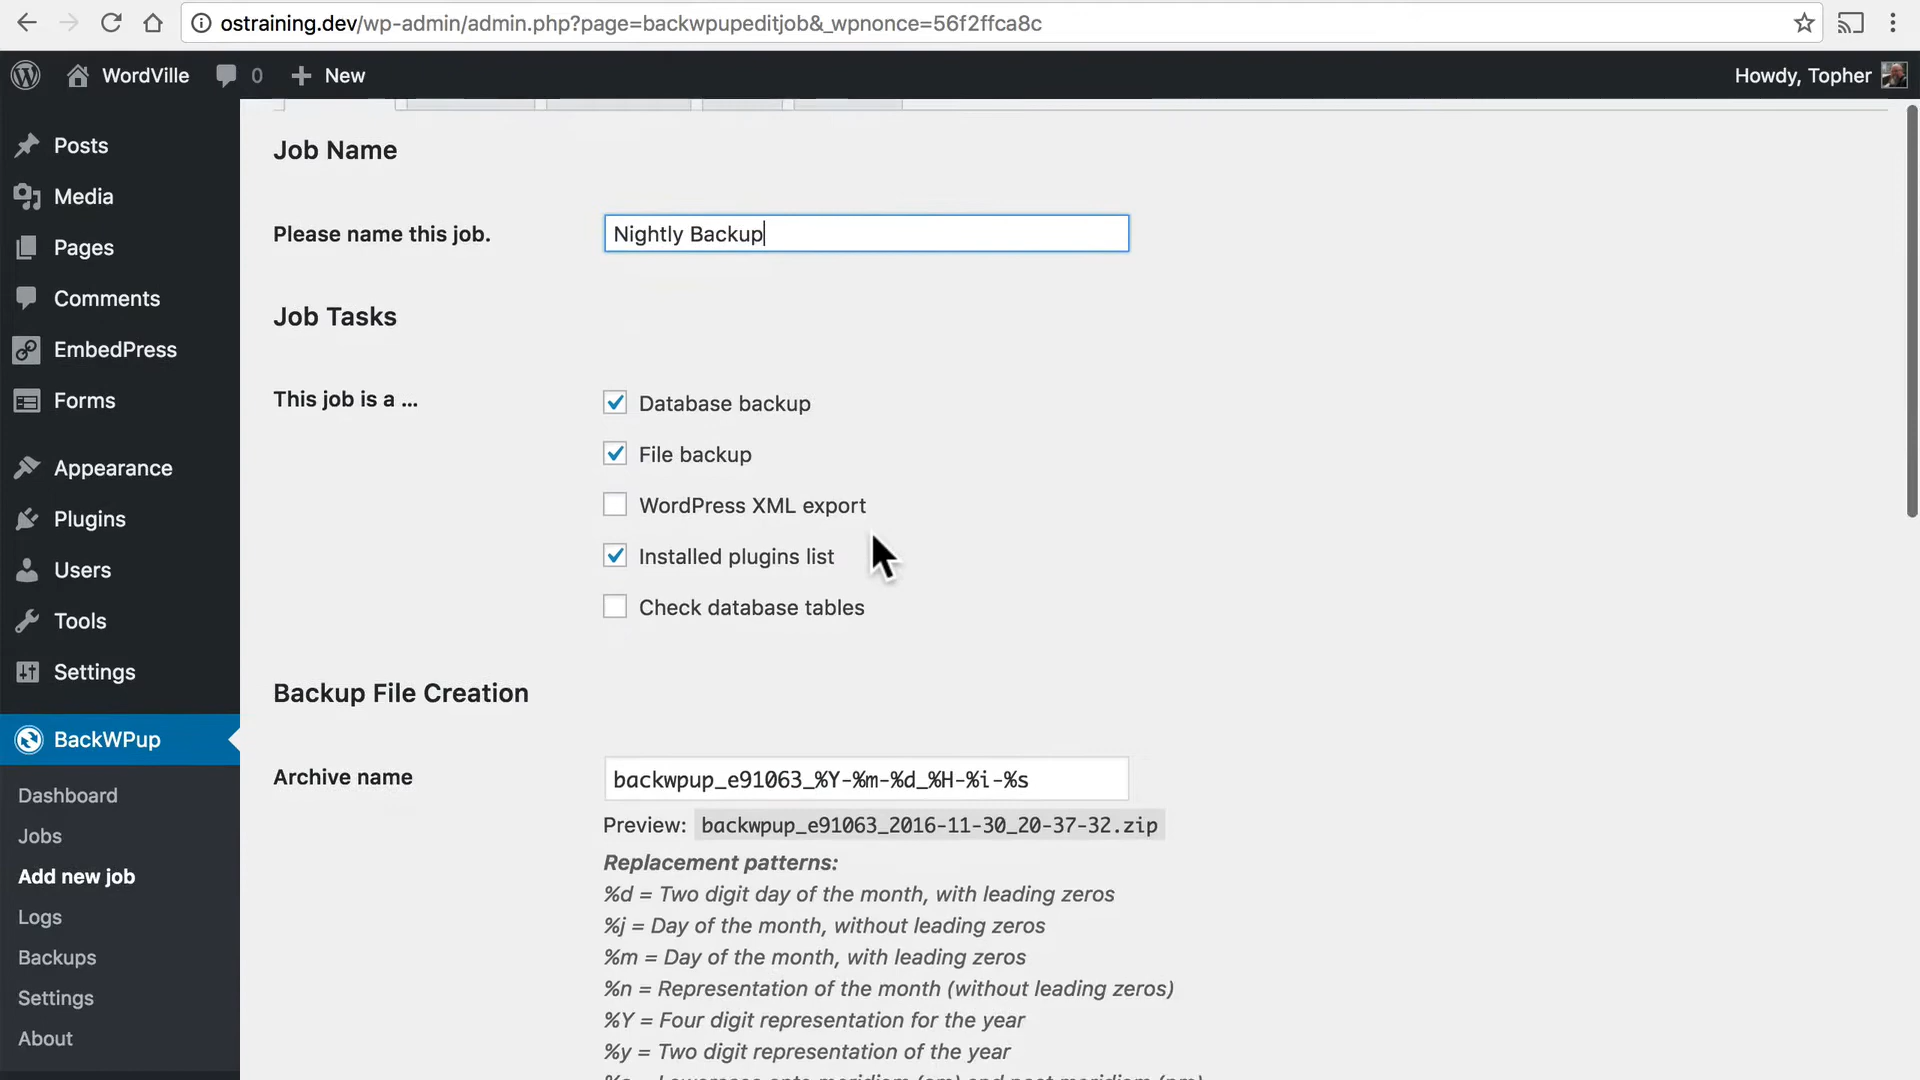 ostraining.dev/wp-admin/admin.php?page=backwpupeditjob&_wpnonce=56f2ffca8c
WordVille 0 New Howdy, Topher
Posts
Media
Pages
Comments
EmbedPress
Forms
Appearance
Plugins
Users
Tools
Settings
BackWPup
Dashboard
Jobs
Add new job
Logs
Backups
Settings
About
Job Name
Please name this job. Nightly Backup
Job Tasks
This job is a ... Database backup
File backup
WordPress XML export
Installed plugins list
Check database tables
Backup File Creation
Archive name backwpup_e91063_%Y-%m-%d_%H-%i-%s
Preview: backwpup_e91063_2016-11-30_20-37-32.zip
Replacement patterns:
%d = Two digit day of the month, with leading zeros
%j = Day of the month, without leading zeros
%m = Day of the month, with leading zeros
%n = Representation of the month (without leading zeros)
%Y = Four digit representation for the year
%y = Two digit representation of the year